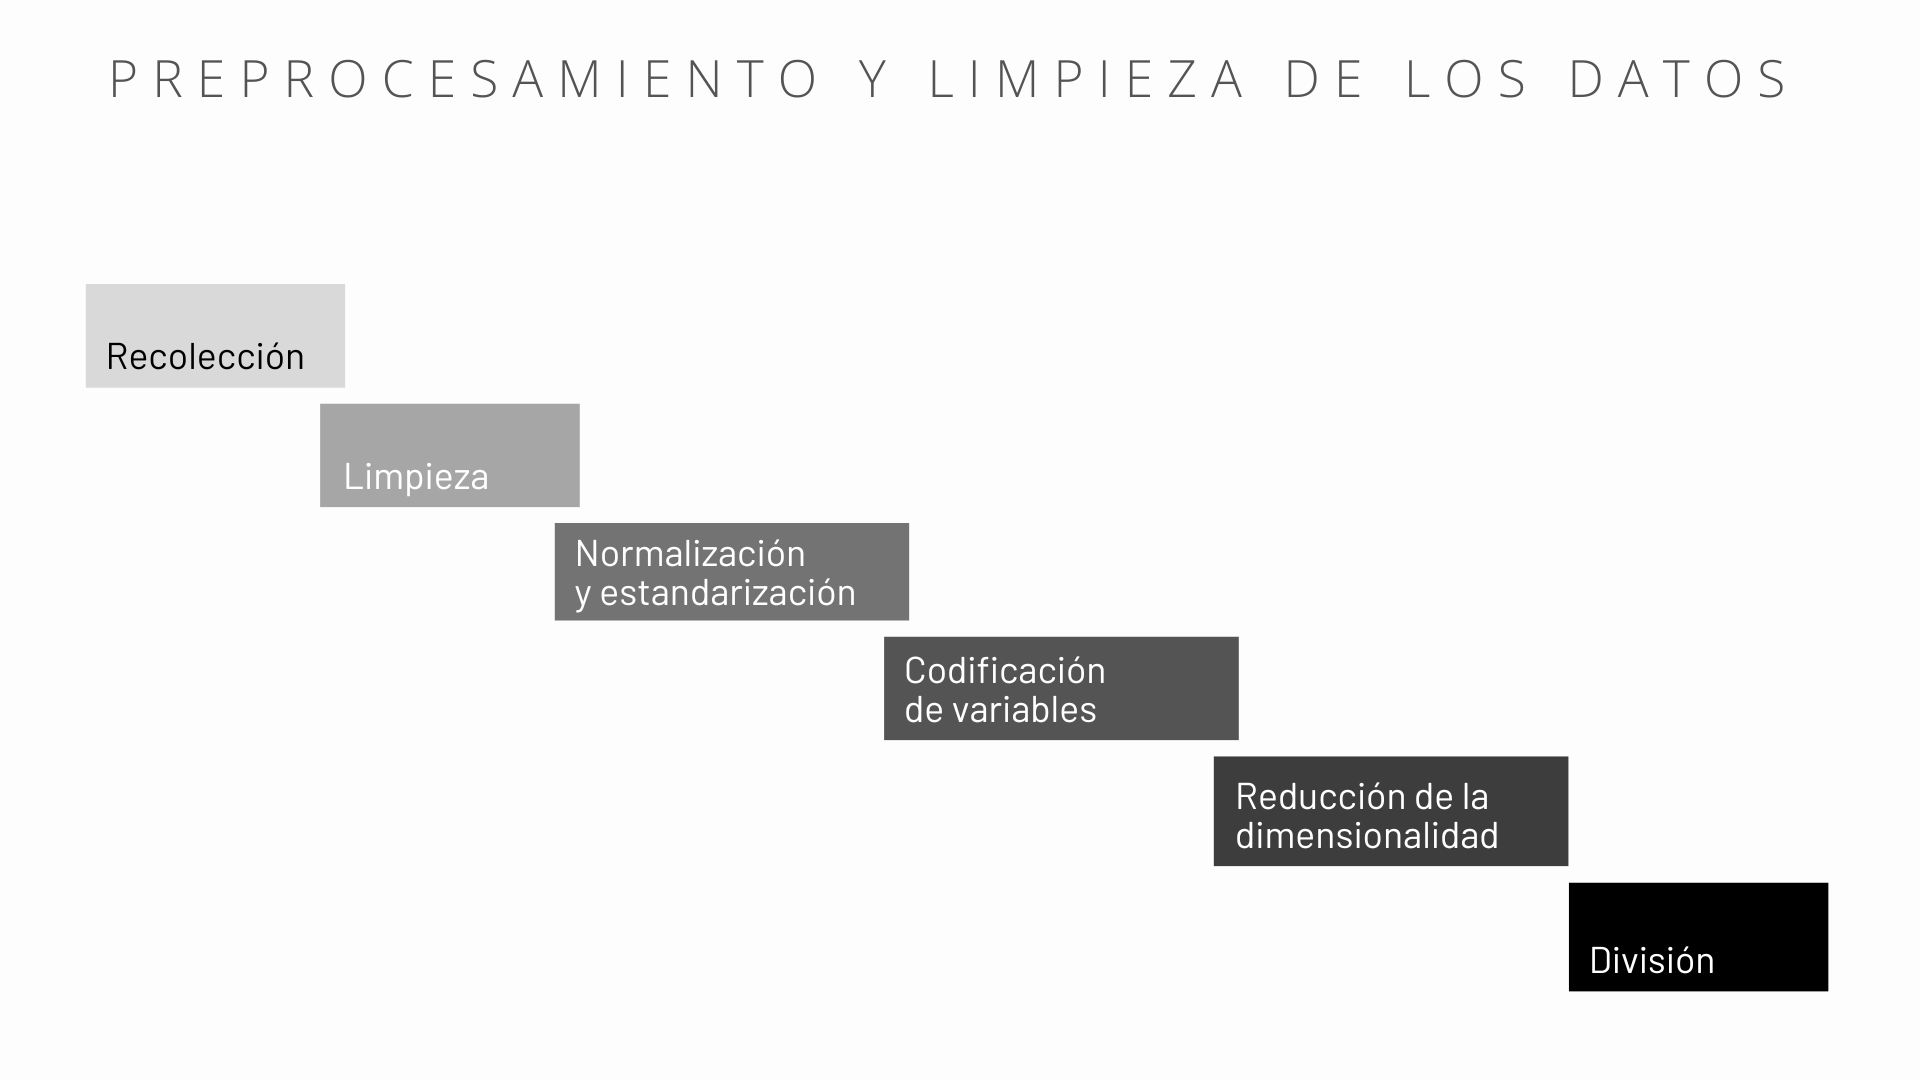 PREPROCESAMIENTO Y LIMPIEZA DE LOS DATOS
Recolección
Limpieza
Normalización
y estandarización
Codificación
de variables
Reducción de la
dimensionalidad
División